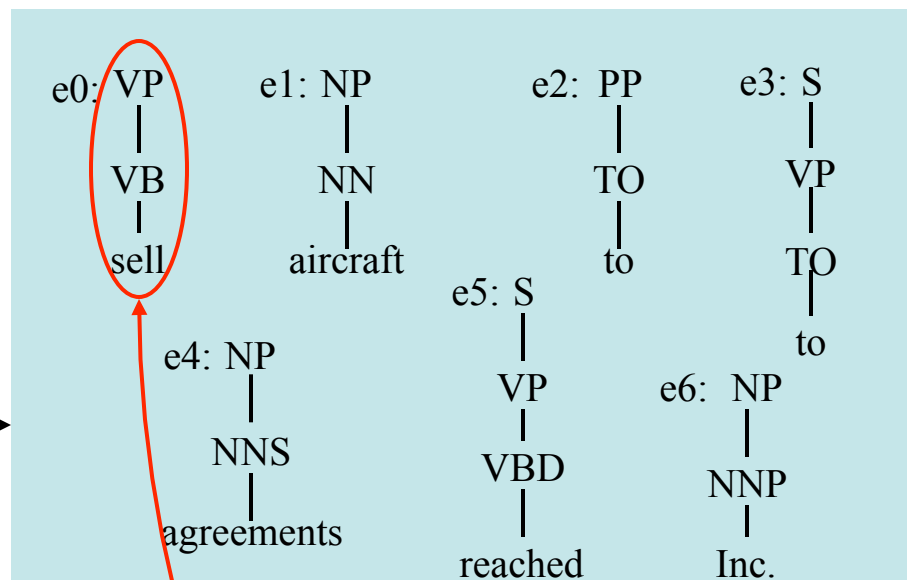 e0: VP
VB
sell
e1: NP
NN
aircraft
e2: PP
TO
to
e3: S
VP
TO
to
e4: NP
NNS
agreements
e5: S
VP
VBD
reached
e6: NP
NNP
Inc.